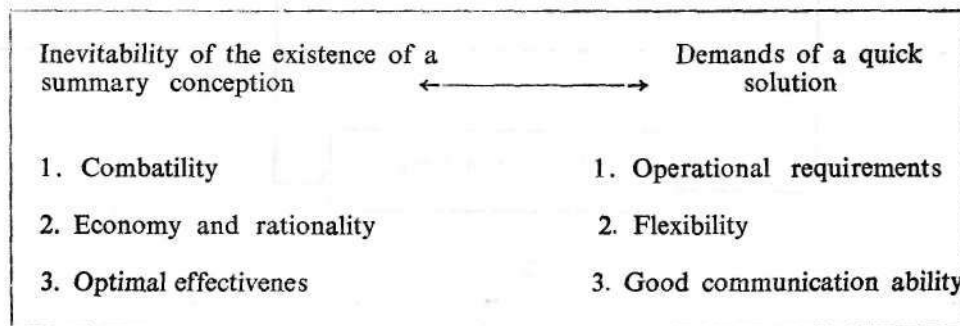 Inevitability of the existence of a
summary conception
Demands of a quick
solution
1. Combatility
2. Economy and rationality
3. Optimal effectivenes
1. Operational requirements
2. Flexibility
3. Good communication ability